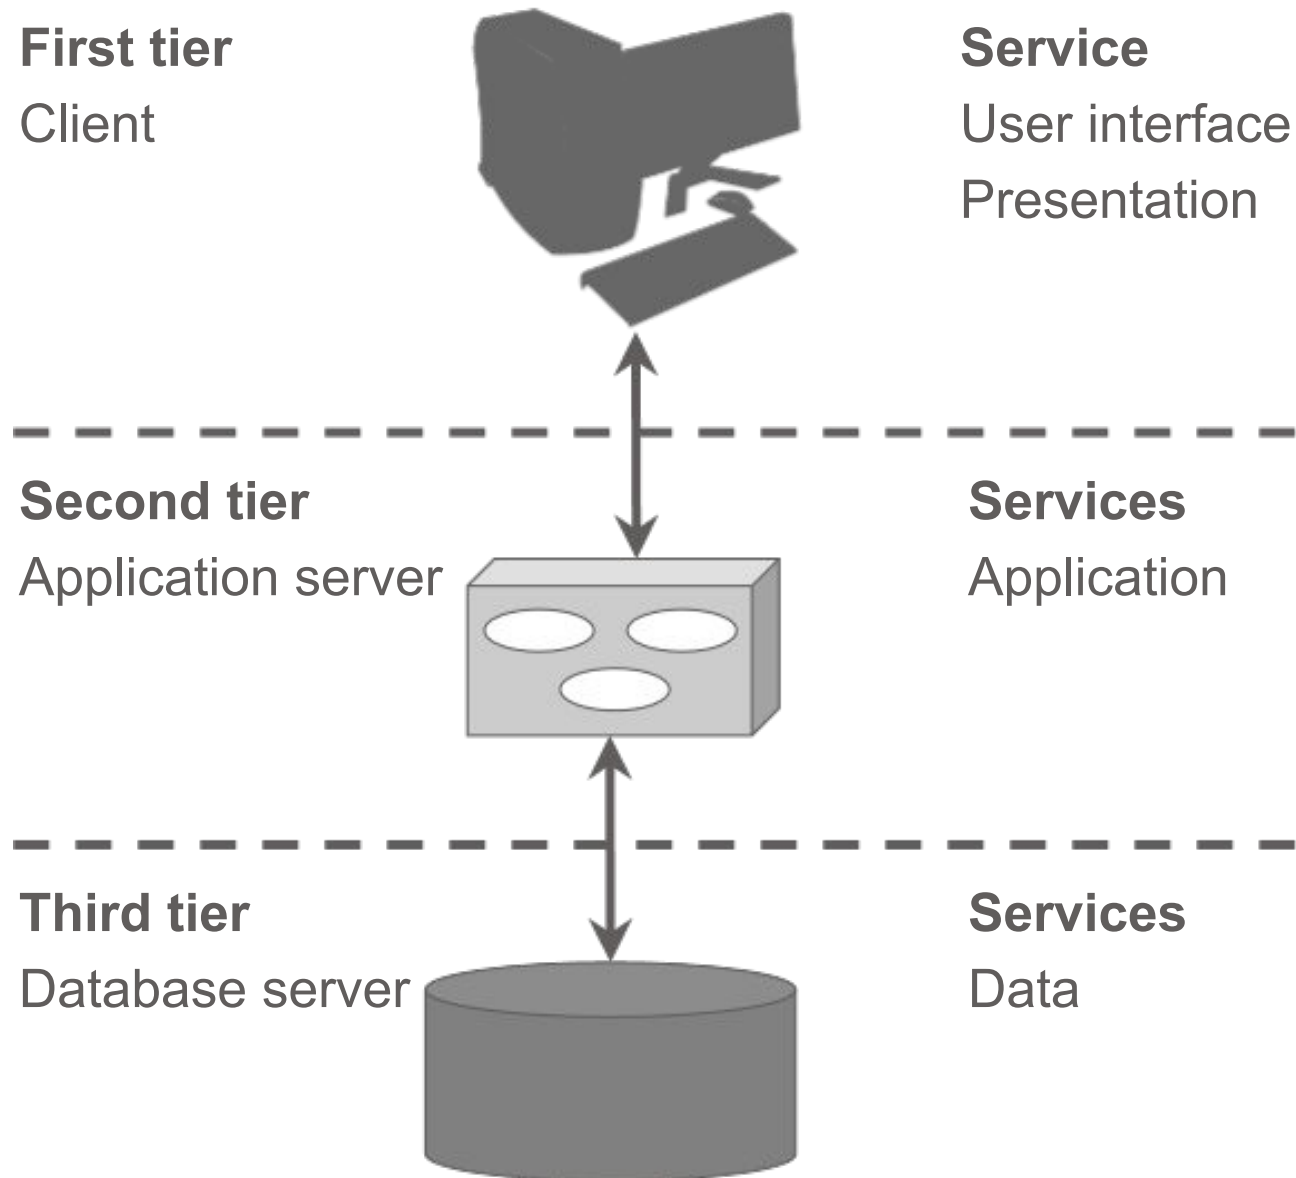 First tier
Client
Service
User interface
Presentation
Second tier
Application server
Services
Application
Third tier
Database server
Services
Data